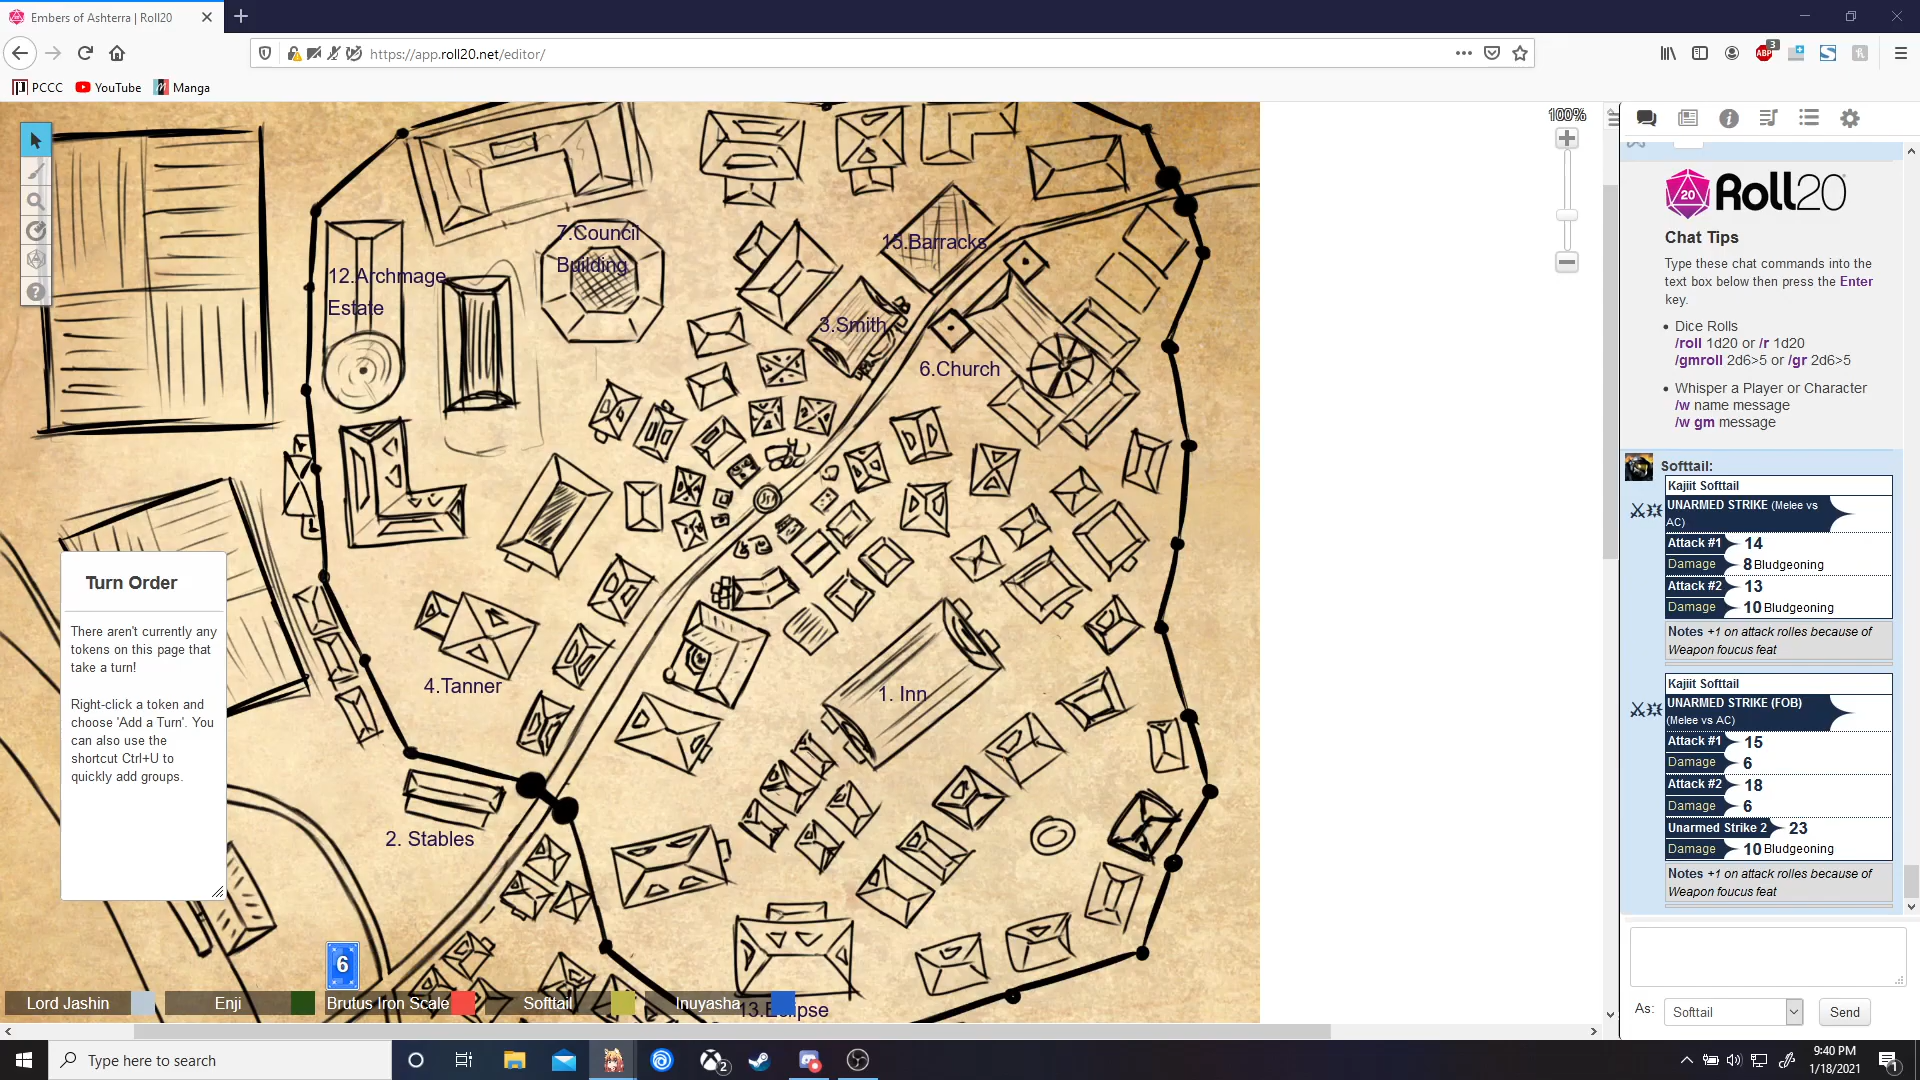 Embers of Ashterra | Roll20
https://app.roll20.net/editor/
ABP
3
PCCC
YouTube
Manga
100%
7.Council
Building
12.Archmage
Estate
15.Barracks
3.Smith
6.Church
4.Tanner
1. Inn
2. Stables
13.Eclipse
Turn Order
There aren't currently any
tokens on this page that
take a turn!
Right-click a token and
choose 'Add a Turn'. You
can also use the
shortcut Ctrl+U to
quickly add groups.
6
Lord Jashin
Enji
Brutus Iron Scale
Softtail
Inuyasha
20
Roll20
Chat Tips
Type these chat commands into the
text box below then press the Enter
key.
Dice Rolls
/roll 1d20 or /r 1d20
/gmroll 2d6>5 or /gr 2d6>5
Whisper a Player or Character
/w name message
/w gm message
Softtail:
Kajiit Softtail
UNARMED STRIKE (Melee vs
AC)
Attack #1 14
Damage 8 Bludgeoning
Attack #2 13
Damage 10 Bludgeoning
Notes +1 on attack rolles because of
Weapon foucus feat
Kajiit Softtail
UNARMED STRIKE (FOB)
(Melee vs AC)
Attack #1 15
Damage 6
Attack #2 18
Damage 6
Unarmed Strike 2 23
Damage 10 Bludgeoning
Notes +1 on attack rolles because of
Weapon foucus feat
As:
Softtail
Send
Type here to search
2
9:40 PM
1/18/2021
1